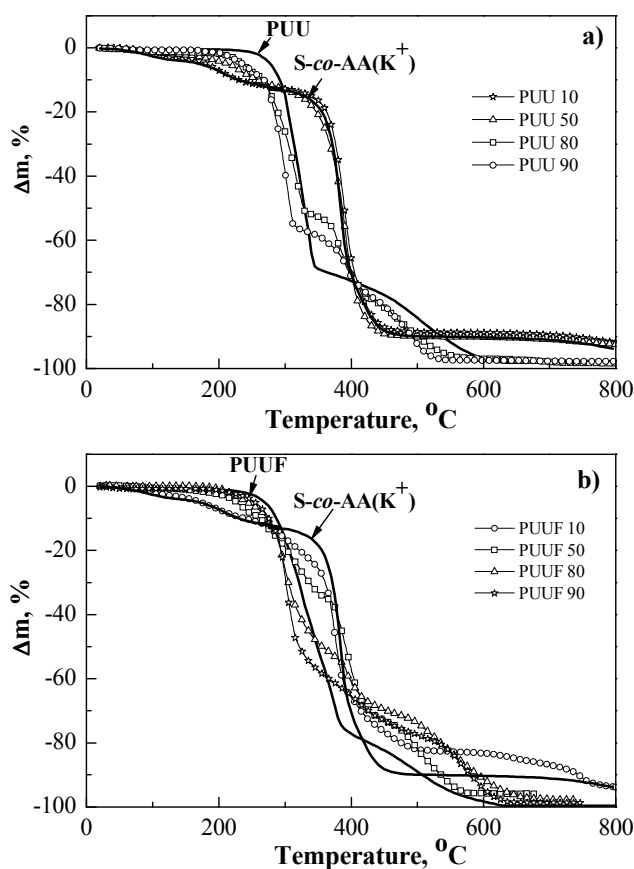 a)
PUU
S-co-AA(K⁺)
PUU 10
PUU 50
PUU 80
PUU 90
0
-20
-40
-60
-80
-100
Δm, %
0 200 400 600 800
Temperature, °C
b)
PUUF
S-co-AA(K⁺)
PUUF 10
PUUF 50
PUUF 80
PUUF 90
0
-20
-40
-60
-80
-100
Δm, %
0 200 400 600 800
Temperature, °C